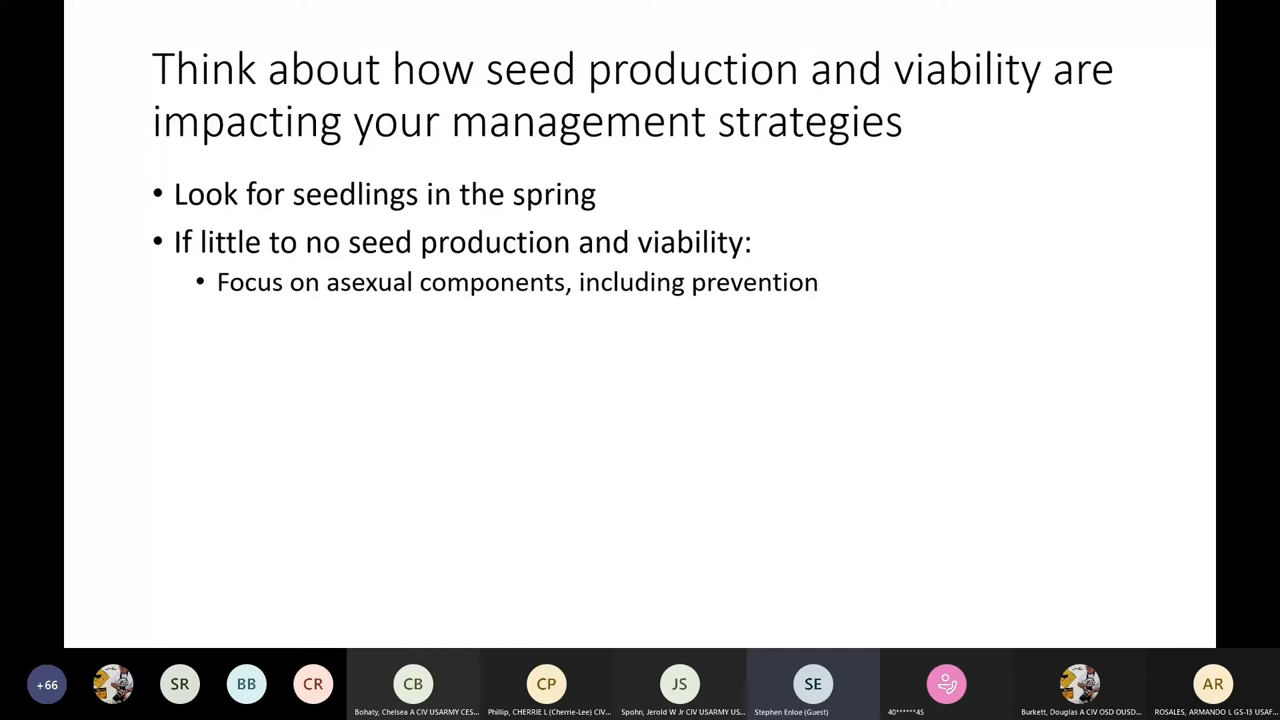 Think about how seed production and viability are
impacting your management strategies
• Look for seedlings in the spring
• If little to no seed production and viability:
• Focus on asexual components, including prevention
+66
SR
BB
CR
CB
CP
JS
SE
AR
Bohaty, Chelsea A CIV USARMY CES...
Phillip, CHERRIE L (Cherrie-Lee) CIV...
Spohn, Jerold W Jr CIV USARMY US...
Stephen Enloe (Guest)
40******45
Burkett, Douglas A CIV OSD OUSD...
ROSALES, ARMANDO L GS-13 USAF...